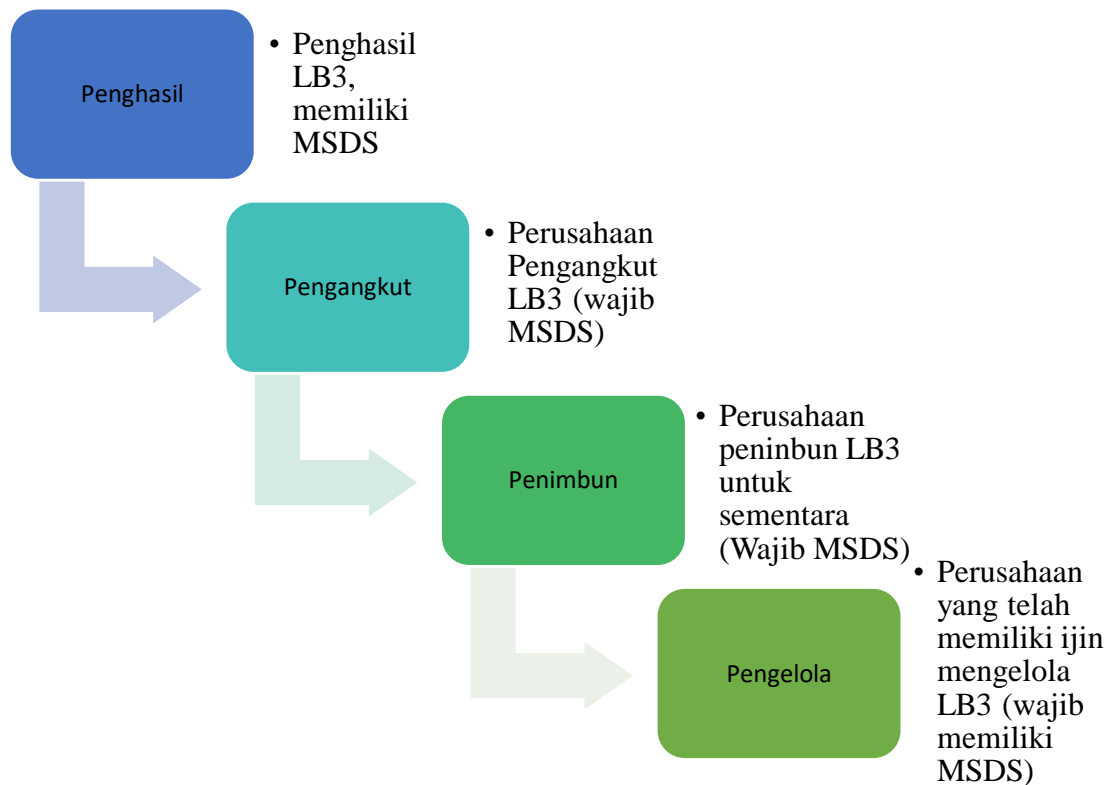 Penghasil
• Penghasil
LB3,
memiliki
MSDS
Pengangkut
• Perusahaan
Pengangkut
LB3 (wajib
MSDS)
Penimbun
• Perusahaan
peninbun LB3
untuk
sementara
(Wajib MSDS)
Pengelola
• Perusahaan
yang telah
memiliki ijin
mengelola
LB3 (wajib
memiliki
MSDS)